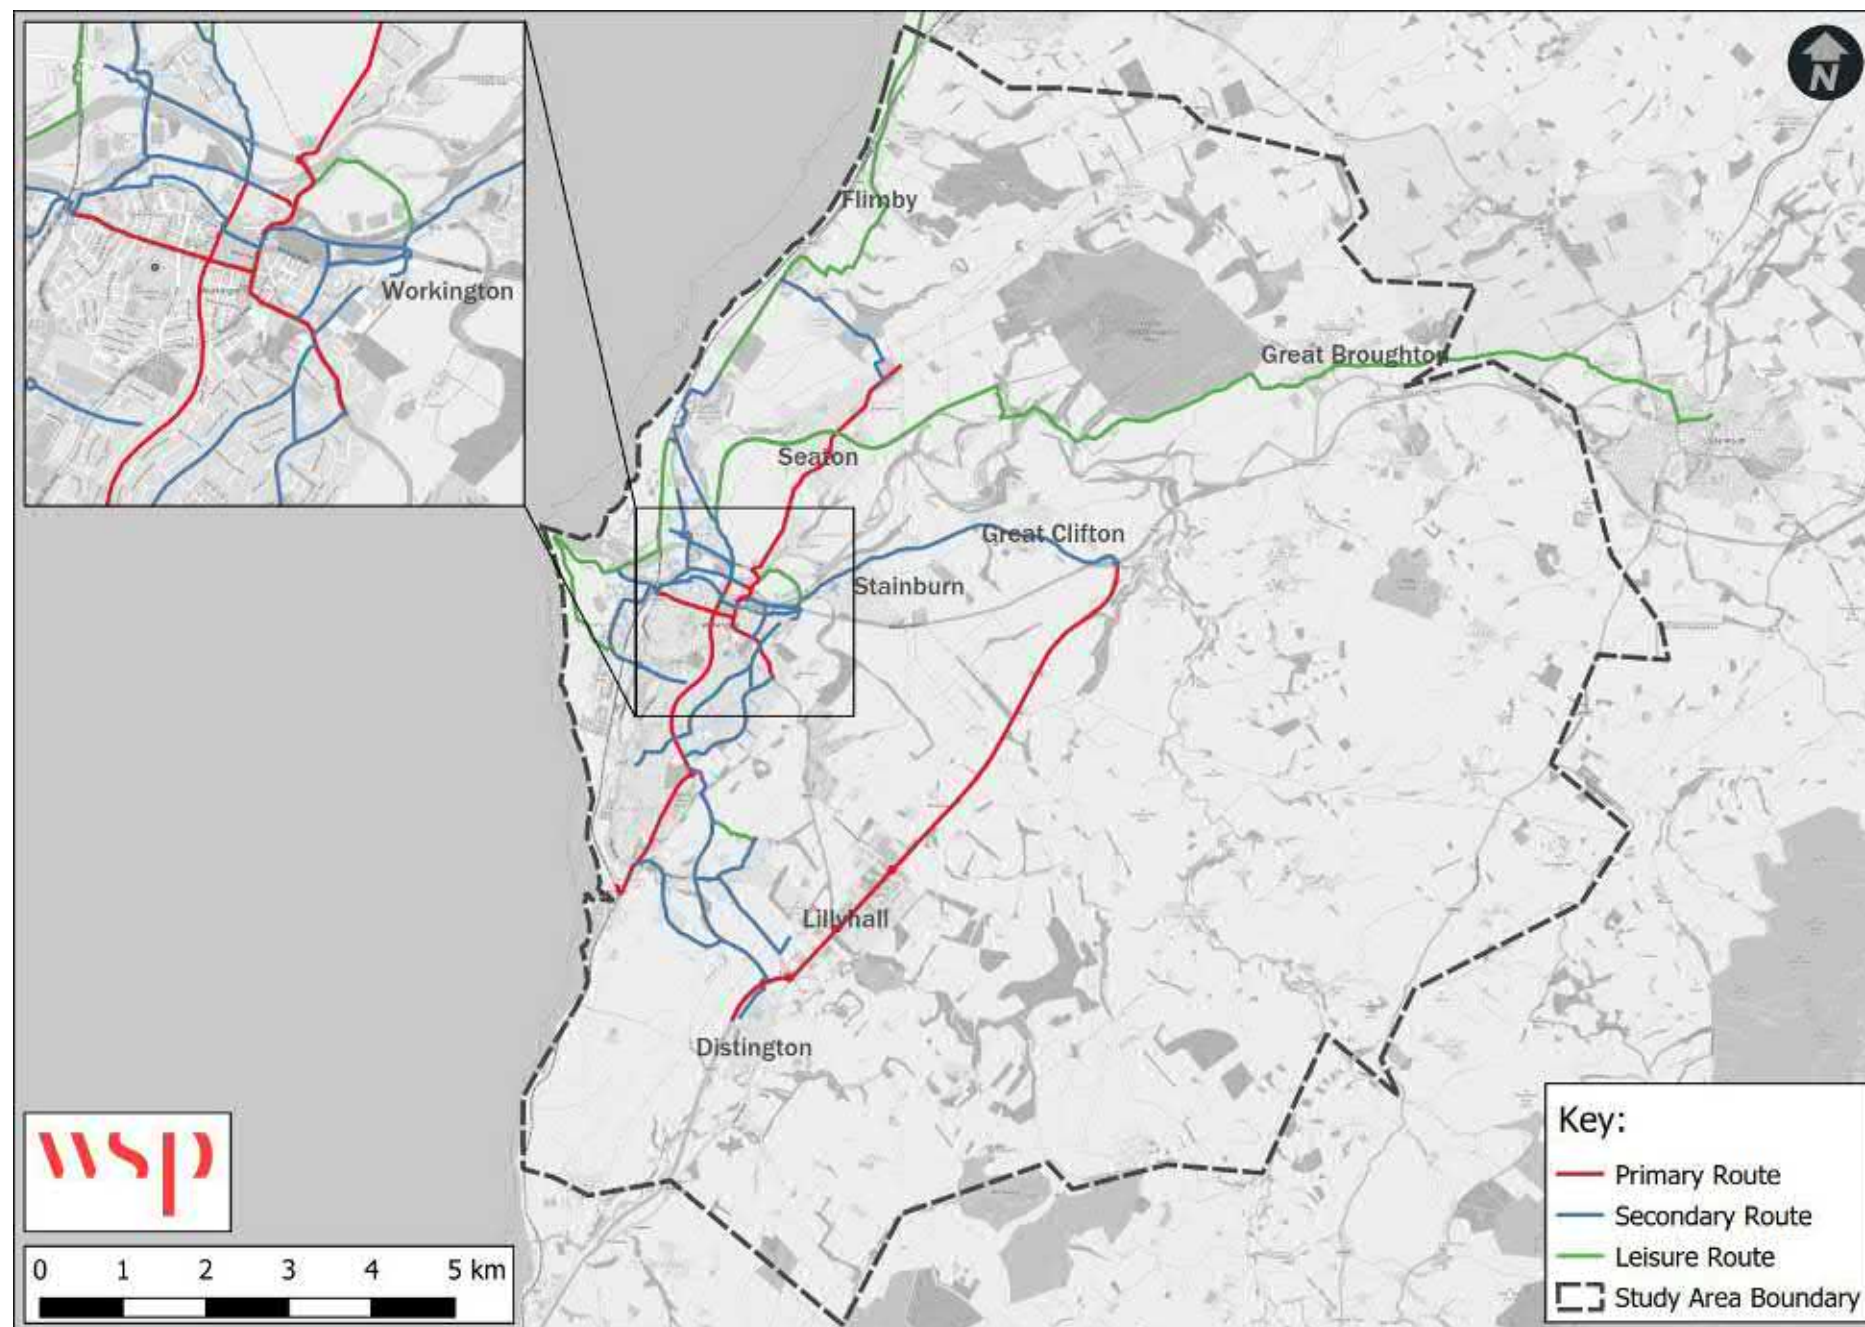 N
Flimby
Workington
Great Broughton
Seaton
Great Clifton
Stainburn
Lillyhall
Distington
wsp
0 1 2 3 4 5 km
Key:
Primary Route
Secondary Route
Leisure Route
Study Area Boundary